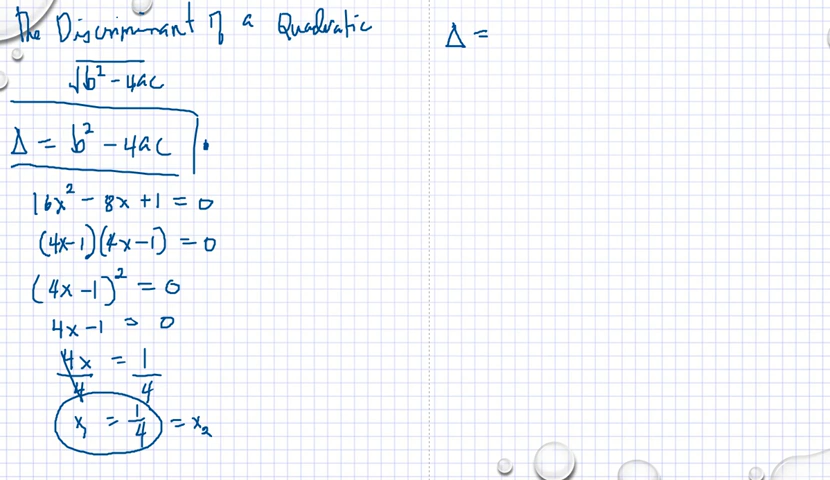 The Discriminant of a Quadratic
√b² - 4ac
Δ = b² - 4ac
16x² - 8x + 1 = 0
(4x-1)(4x-1) = 0
(4x-1)² = 0
4x-1 = 0
4x/4 = 1/4
x₁ = 1/4 = x₂
Δ =